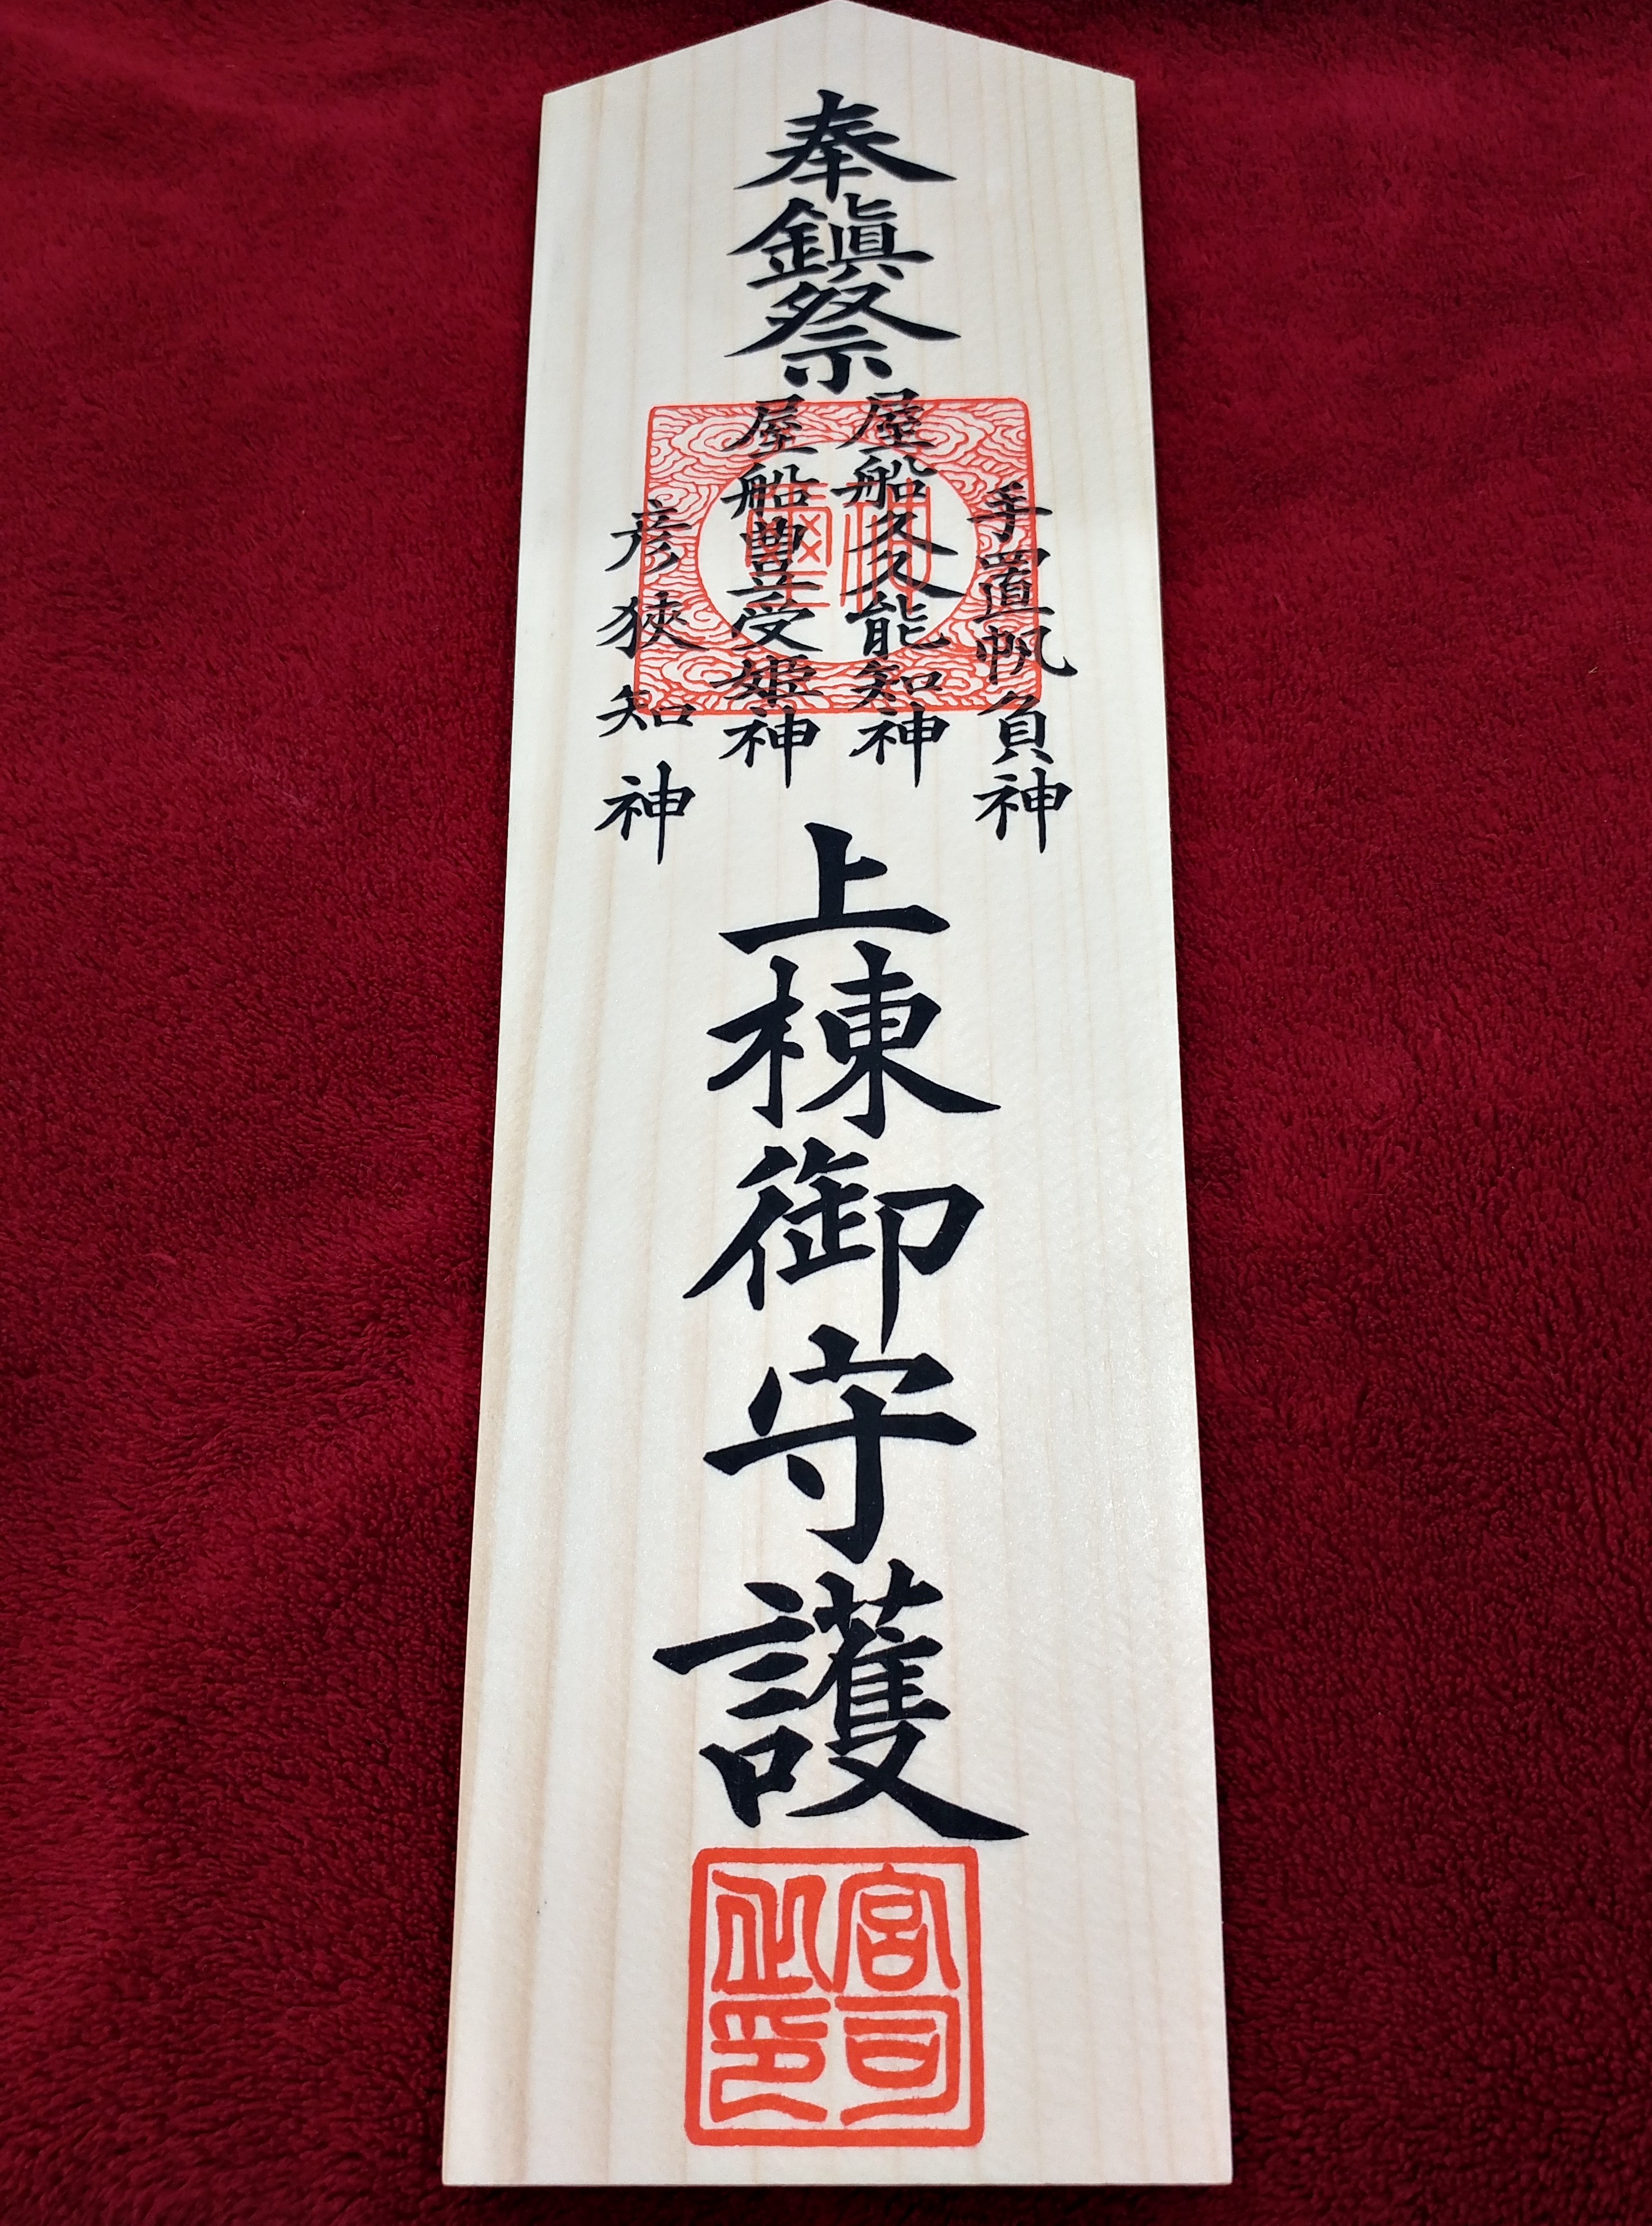 奉鎭祭
手置帆負神
屋船久久能知神
屋船豊受姫神
彦狭知神
上棟御守護
宮司之印